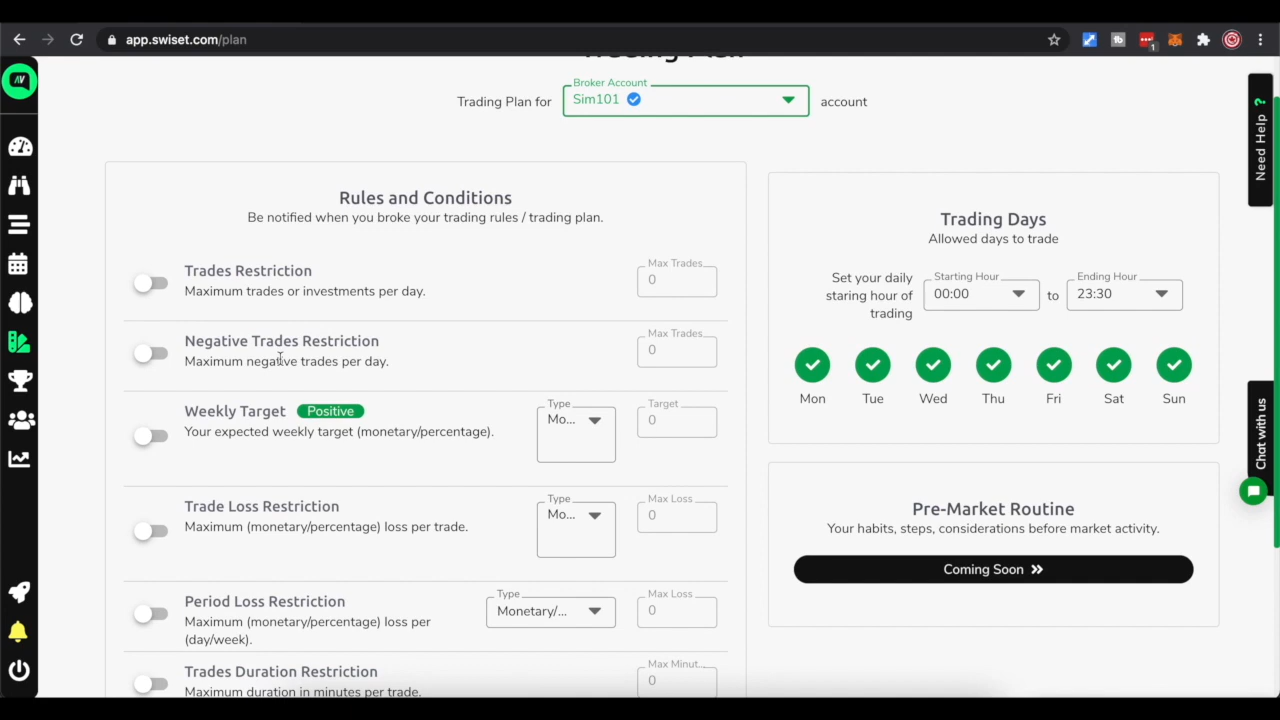 app.swiset.com/plan
Trading Plan
Trading Plan for
Broker Account
Sim101
account
Need Help ?
Rules and Conditions
Be notified when you broke your trading rules / trading plan.
Trades Restriction
Maximum trades or investments per day.
Max Trades
0
Negative Trades Restriction
Maximum negative trades per day.
Max Trades
0
Weekly Target Positive
Your expected weekly target (monetary/percentage).
Type
Mo...
Target
0
Trade Loss Restriction
Maximum (monetary/percentage) loss per trade.
Type
Mo...
Max Loss
0
Period Loss Restriction
Maximum (monetary/percentage) loss per
(day/week).
Type
Monetary/...
Max Loss
0
Trades Duration Restriction
Maximum duration in minutes per trade.
Max Minut...
0
Trading Days
Allowed days to trade
Set your daily
staring hour of
trading
Starting Hour
00:00
to
Ending Hour
23:30
Mon Tue Wed Thu Fri Sat Sun
Pre-Market Routine
Your habits, steps, considerations before market activity.
Coming Soon
Chat with us